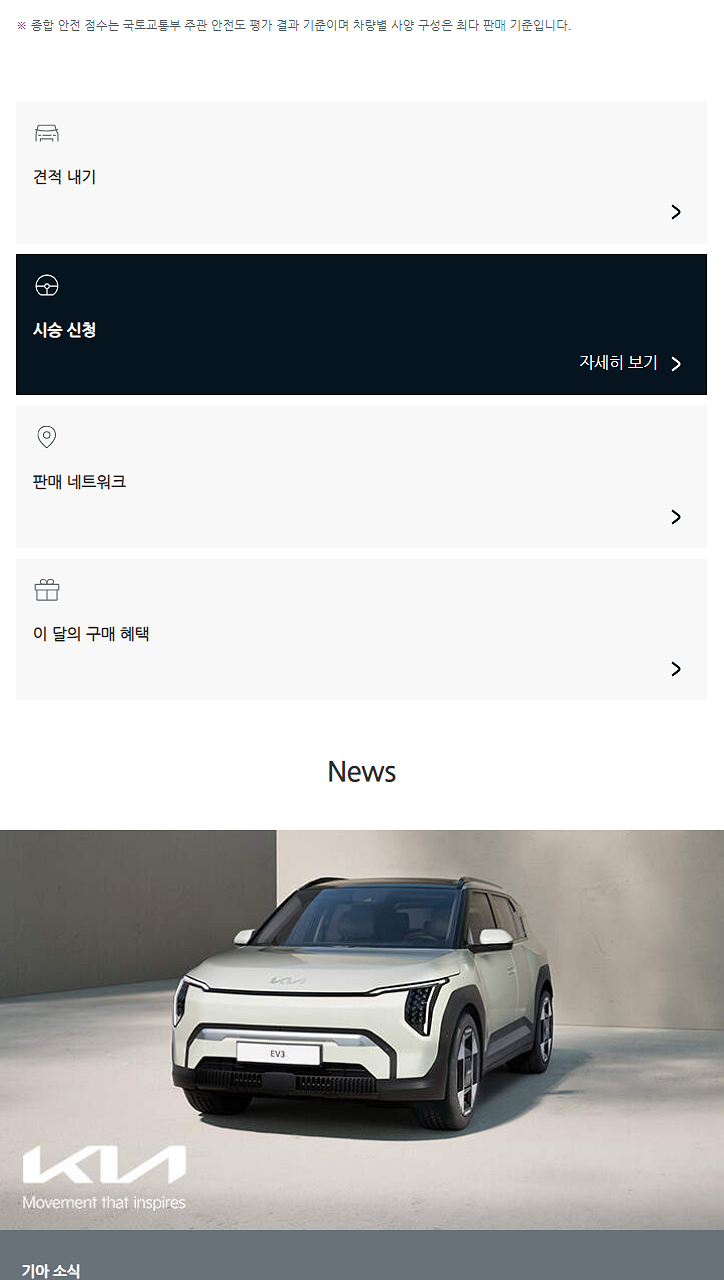 ※ 종합 안전 점수는 국토교통부 주관 안전도 평가 결과 기준이며 차량별 사양 구성은 최다 판매 기준입니다.
견적 내기
시승 신청
자세히 보기
판매 네트워크
이 달의 구매 혜택
News
KIA
EV3
KIA
Movement that inspires
기아 소식